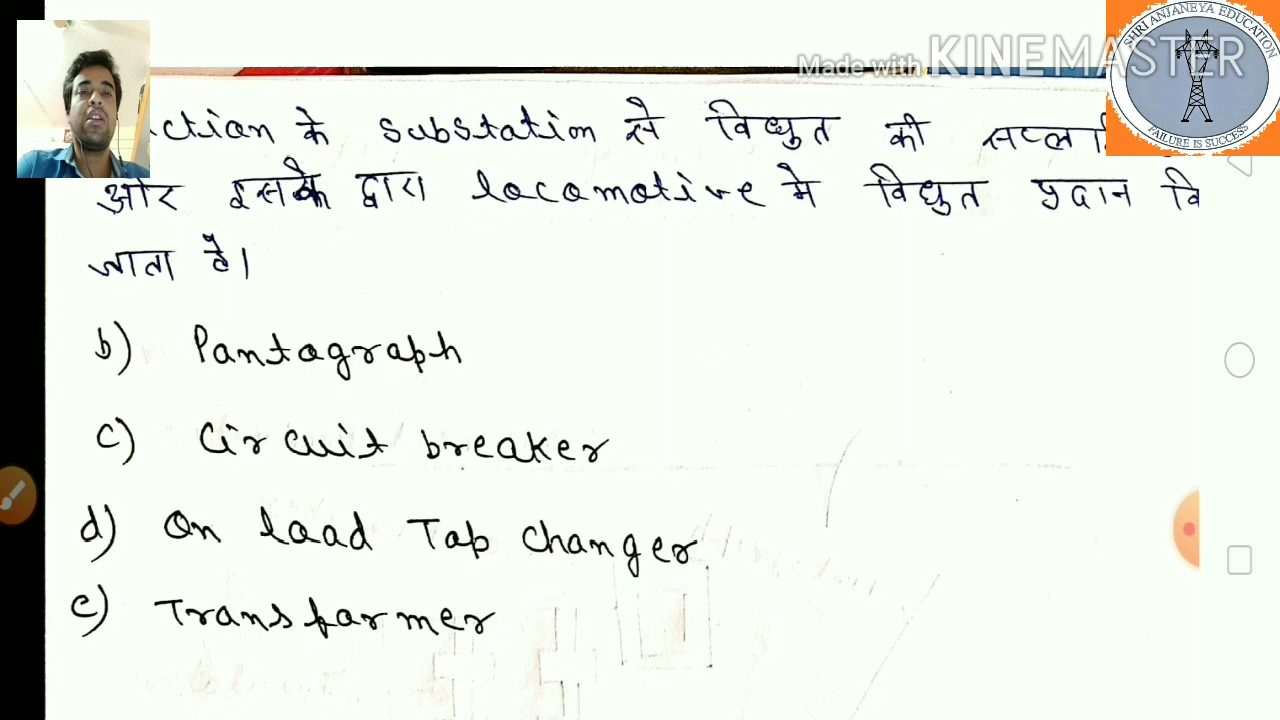 Made with KINEMASTER
SHRI ANJANEYA EDUCATION
FAILURE IS SUCCESS
ction के substation से विधुत की सप्लाई
और इसके द्वारा locomotive मे विधुत प्रदान कि
जाता है।
b) Pantagraph
c) Circuit breaker
d) On load Tap changer
e) Transformer